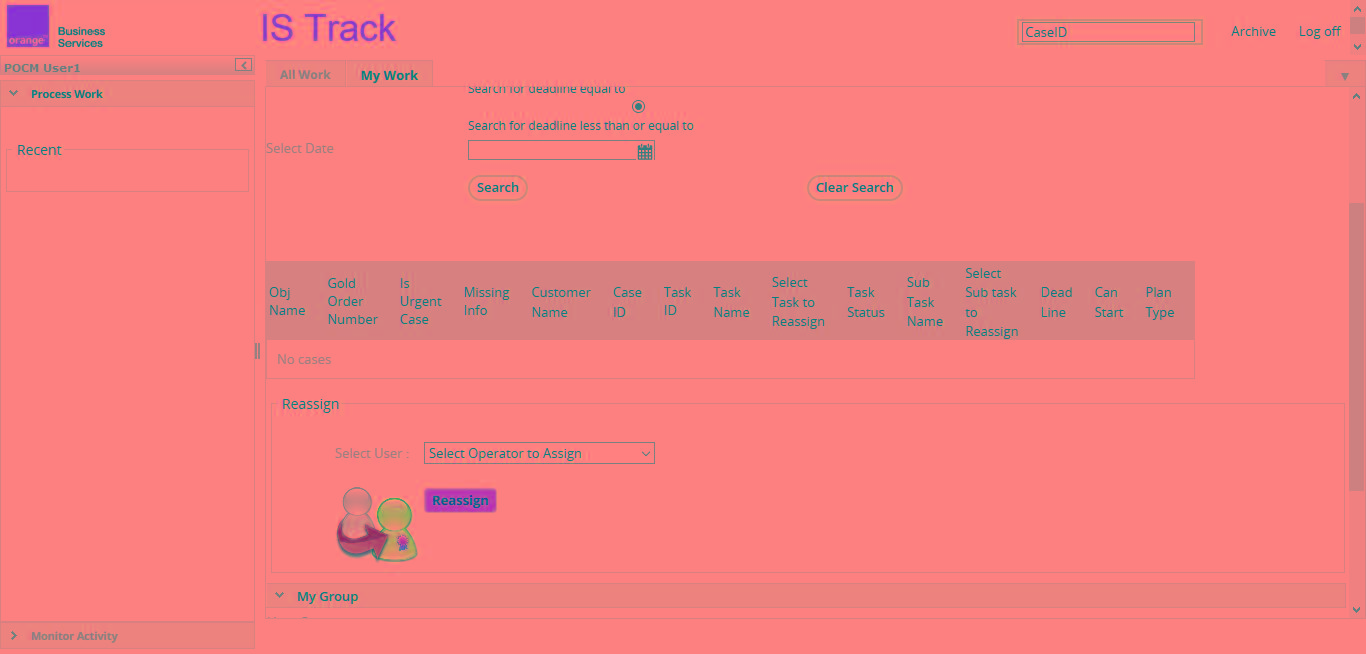 orange™
Business
Services
IS Track
CaseID
Archive
Log off
POCM User1
Process Work
Recent
Monitor Activity
All Work
My Work
Search for deadline equal to
Search for deadline less than or equal to
Select Date
Search
Clear Search
Obj Name
Gold Order Number
Is Urgent Case
Missing Info
Customer Name
Case ID
Task ID
Task Name
Select Task to Reassign
Task Status
Sub Task Name
Select Sub task to Reassign
Dead Line
Can Start
Plan Type
No cases
Reassign
Select User :
Select Operator to Assign
Reassign
My Group